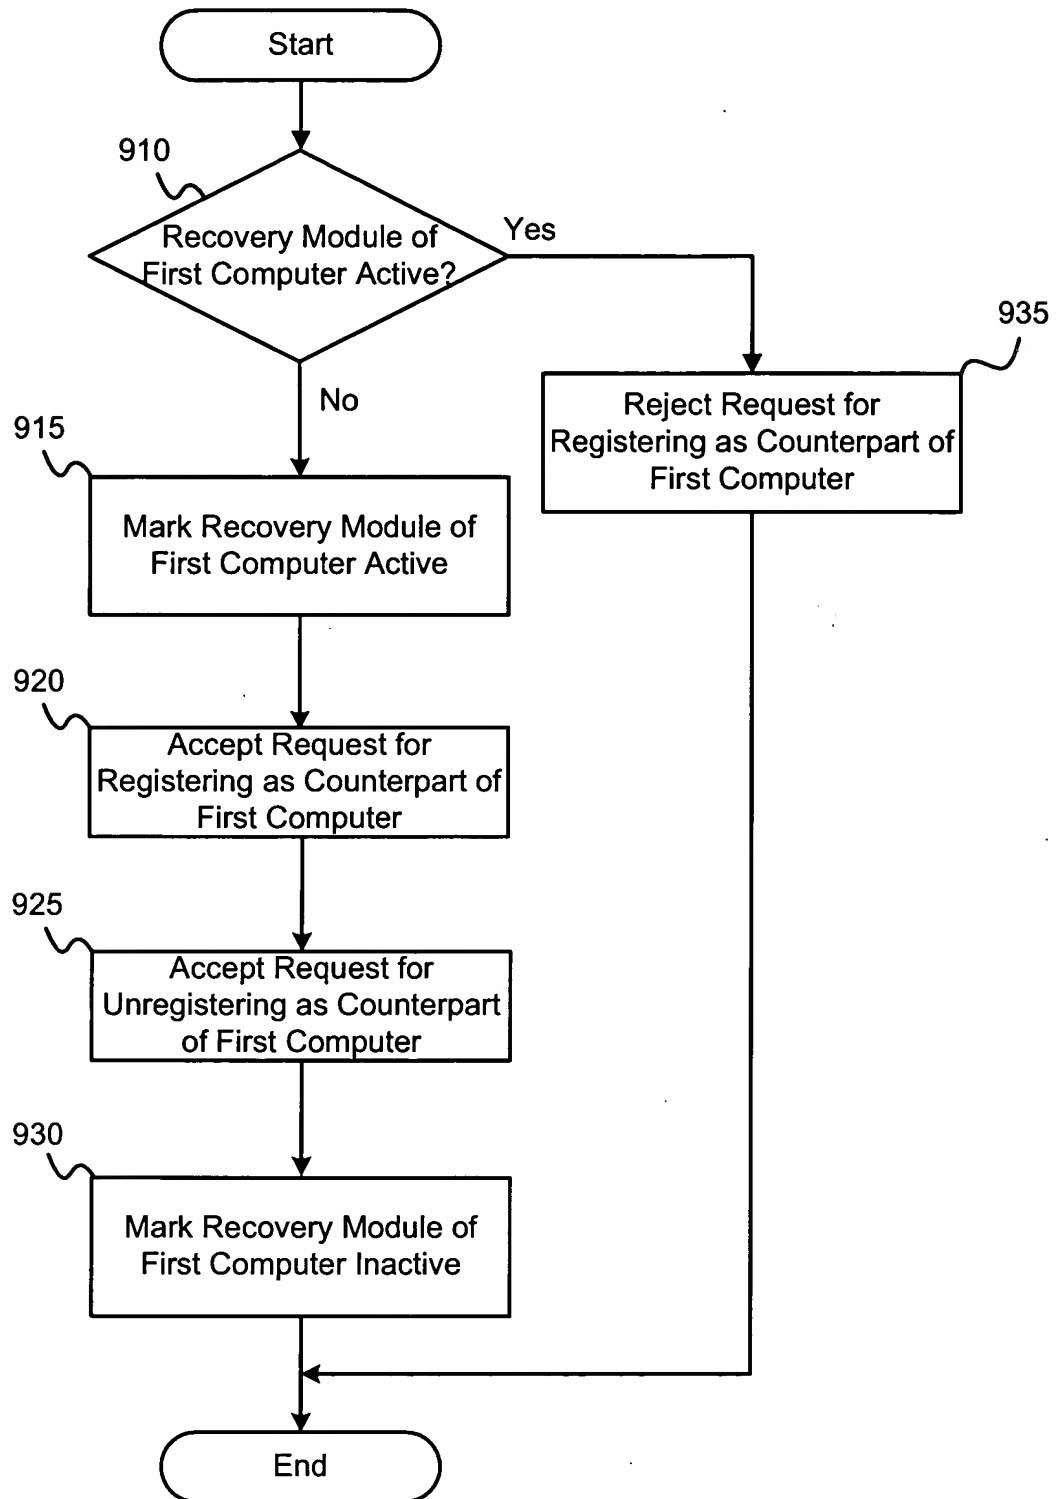 Start
910
Recovery Module of
First Computer Active?
Yes
935
No
Reject Request for
Registering as Counterpart of
First Computer
915
Mark Recovery Module of
First Computer Active
920
Accept Request for
Registering as Counterpart of
First Computer
925
Accept Request for
Unregistering as Counterpart
of First Computer
930
Mark Recovery Module of
First Computer Inactive
End